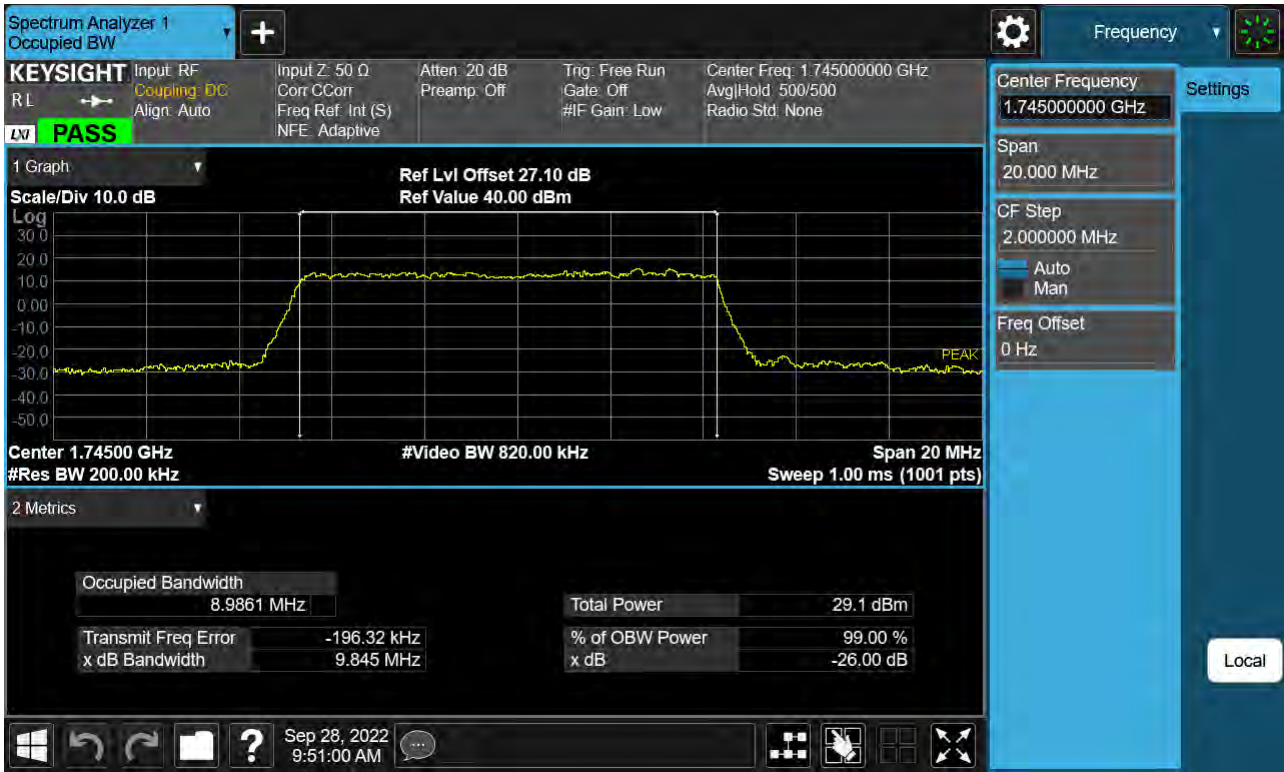 Spectrum Analyzer 1
Occupied BW
+
Frequency
KEYSIGHT
RL
LXI
PASS
Input: RF
Coupling: DC
Align: Auto
Input Z: 50 Ω
Corr CCorr
Freq Ref: Int (S)
NFE: Adaptive
Atten: 20 dB
Preamp: Off
Trig: Free Run
Gate: Off
#IF Gain: Low
Center Freq: 1.745000000 GHz
Avg|Hold: 500/500
Radio Std: None
Center Frequency
1.745000000 GHz
Settings
Span
20.000 MHz
CF Step
2.000000 MHz
Auto
Man
Freq Offset
0 Hz
Local
1 Graph
Scale/Div 10.0 dB
Ref Lvl Offset 27.10 dB
Ref Value 40.00 dBm
Log
30.0
20.0
10.0
0.00
-10.0
-20.0
-30.0
-40.0
-50.0
PEAK
Center 1.74500 GHz
#Res BW 200.00 kHz
#Video BW 820.00 kHz
Span 20 MHz
Sweep 1.00 ms (1001 pts)
2 Metrics
Occupied Bandwidth
8.9861 MHz
Transmit Freq Error -196.32 kHz
x dB Bandwidth 9.845 MHz
Total Power 29.1 dBm
% of OBW Power 99.00 %
x dB -26.00 dB
?
Sep 28, 2022
9:51:00 AM